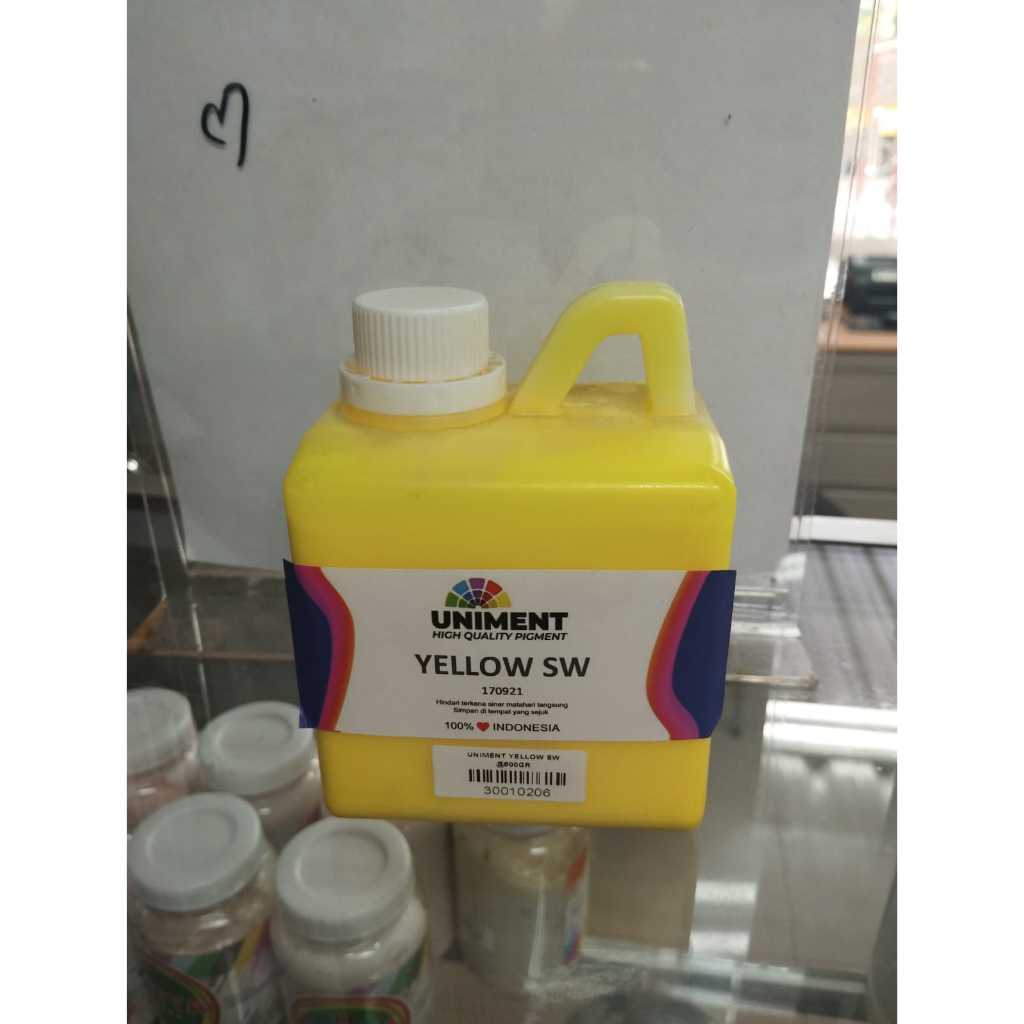 UNIMENT
HIGH QUALITY PIGMENT
YELLOW SW
170921
Hindari terkena sinar matahari langsung
Simpan di tempat yang sejuk
100% ❤ INDONESIA
UNIMENT YELLOW SW
@500GR
30010206